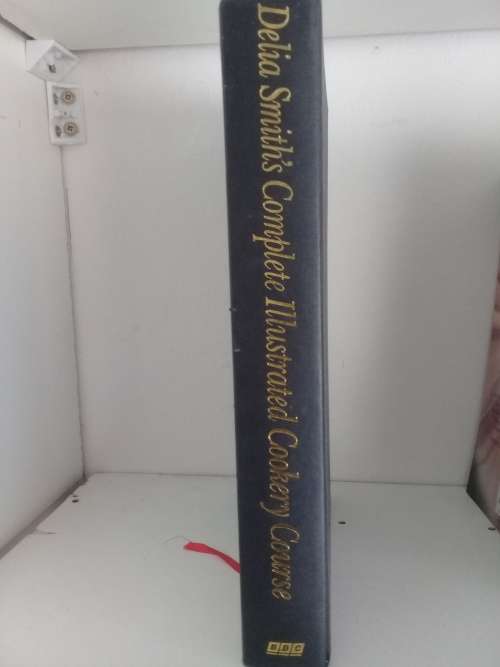 Delia Smith's Complete Illustrated Cookery Course
BBC